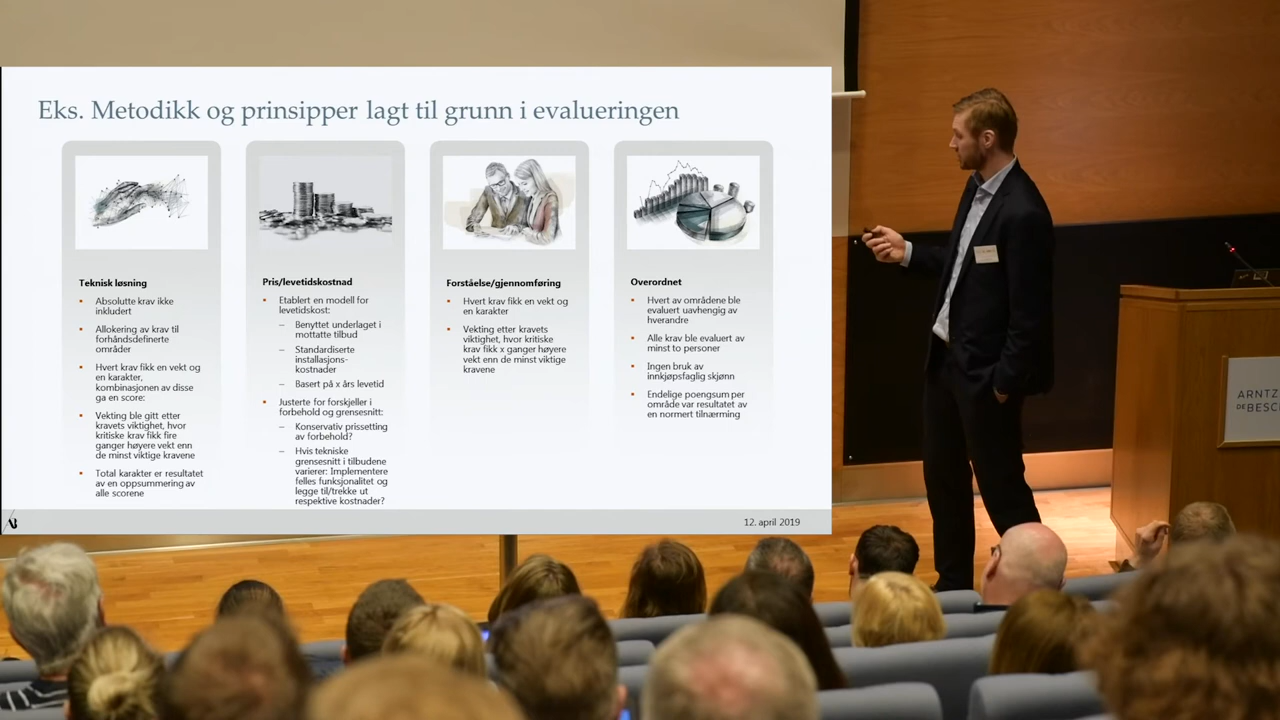 Eks. Metodikk og prinsipper lagt til grunn i evalueringen
Teknisk løsning
Absolutte krav ikke
inkludert
Allokering av krav til
forhåndsdefinerte
områder
Hvert krav fikk en vekt og
en karakter,
kombinasjonen av disse
ga en score:
Vekting ble gitt etter
kravets viktighet, hvor
kritiske krav fikk fire
ganger høyere vekt enn
de minst viktige kravene
Total karakter er resultatet
av en oppsummering av
alle scorene
Pris/levetidskostnad
Etablert en modell for
levetidskost:
– Benyttet underlaget i
mottatte tilbud
– Standardiserte
installasjons-
kostnader
– Basert på x års levetid
Justerte for forskjeller i
forbehold og grensesnitt:
– Konservativ prissetting
av forbehold?
– Hvis tekniske
grensesnitt i tilbudene
varierer: Implementere
felles funksjonalitet og
legge til/trekke ut
respektive kostnader?
Forståelse/gjennomføring
Hvert krav fikk en vekt og
en karakter
Vekting etter kravets
viktighet, hvor kritiske
krav fikk x ganger høyere
vekt enn de minst viktige
kravene
Overordnet
Hvert av områdene ble
evaluert uavhengig av
hverandre
Alle krav ble evaluert av
minst to personer
Ingen bruk av
innkjøpsfaglig skjønn
Endelige poengsum per
område var resultatet av
en normert tilnærming
12. april 2019
ARNTZ
DE BESC